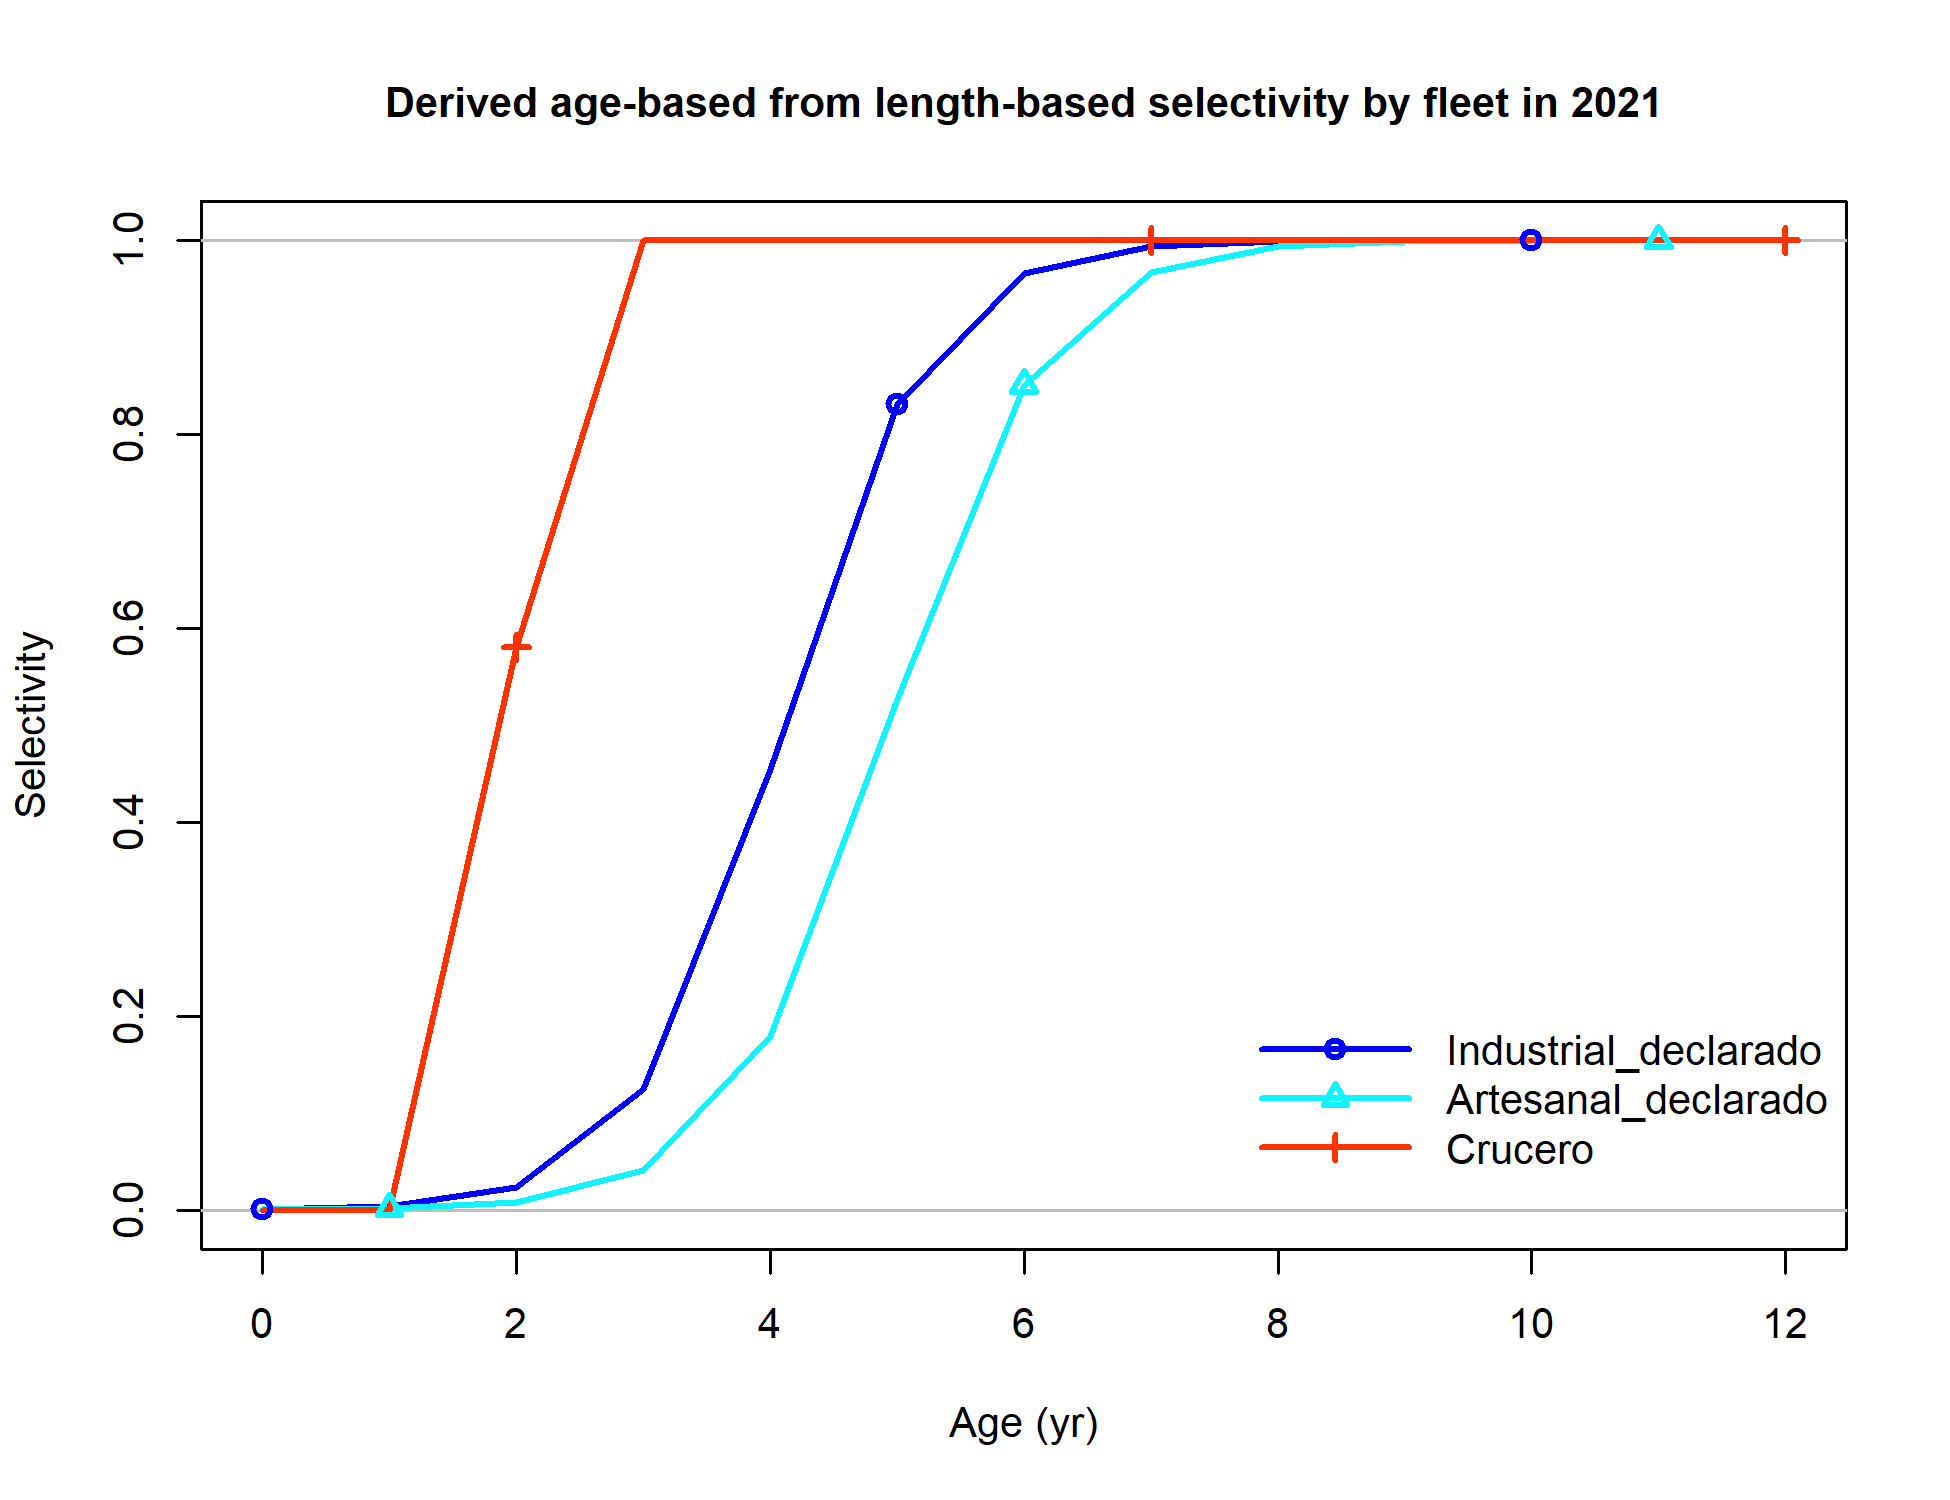 Derived age-based from length-based selectivity by fleet in 2021
1.0
0.8
0.6
0.4
0.2
0.0
Selectivity
Industrial_declarado
Artesanal_declarado
Crucero
0 2 4 6 8 10 12
Age (yr)